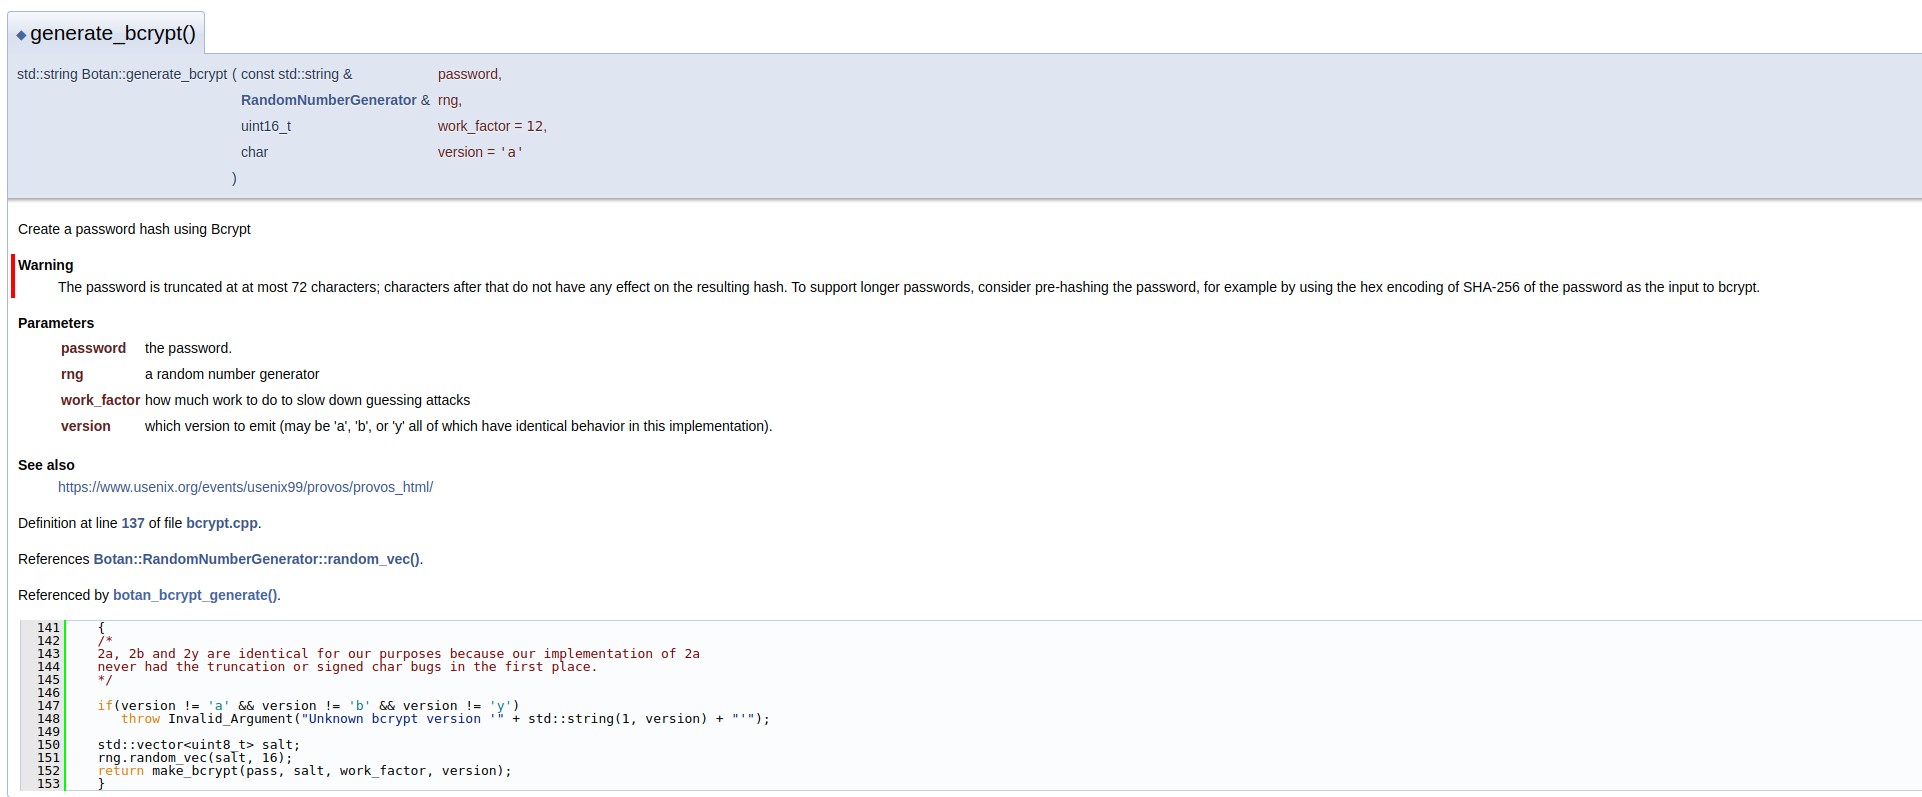 ◆ generate_bcrypt()
std::string Botan::generate_bcrypt ( const std::string & password,
RandomNumberGenerator & rng,
uint16_t work_factor = 12,
char version = 'a'
)
Create a password hash using Bcrypt
Warning
The password is truncated at at most 72 characters; characters after that do not have any effect on the resulting hash. To support longer passwords, consider pre-hashing the password, for example by using the hex encoding of SHA-256 of the password as the input to bcrypt.
Parameters
password the password.
rng a random number generator
work_factor how much work to do to slow down guessing attacks
version which version to emit (may be 'a', 'b', or 'y' all of which have identical behavior in this implementation).
See also
https://www.usenix.org/events/usenix99/provos/provos_html/
Definition at line 137 of file bcrypt.cpp.
References Botan::RandomNumberGenerator::random_vec().
Referenced by botan_bcrypt_generate().
141 {
142 /*
143 2a, 2b and 2y are identical for our purposes because our implementation of 2a
144 never had the truncation or signed char bugs in the first place.
145 */
146
147 if(version != 'a' && version != 'b' && version != 'y')
148 throw Invalid_Argument("Unknown bcrypt version '" + std::string(1, version) + "'");
149
150 std::vector<uint8_t> salt;
151 rng.random_vec(salt, 16);
152 return make_bcrypt(pass, salt, work_factor, version);
153 }